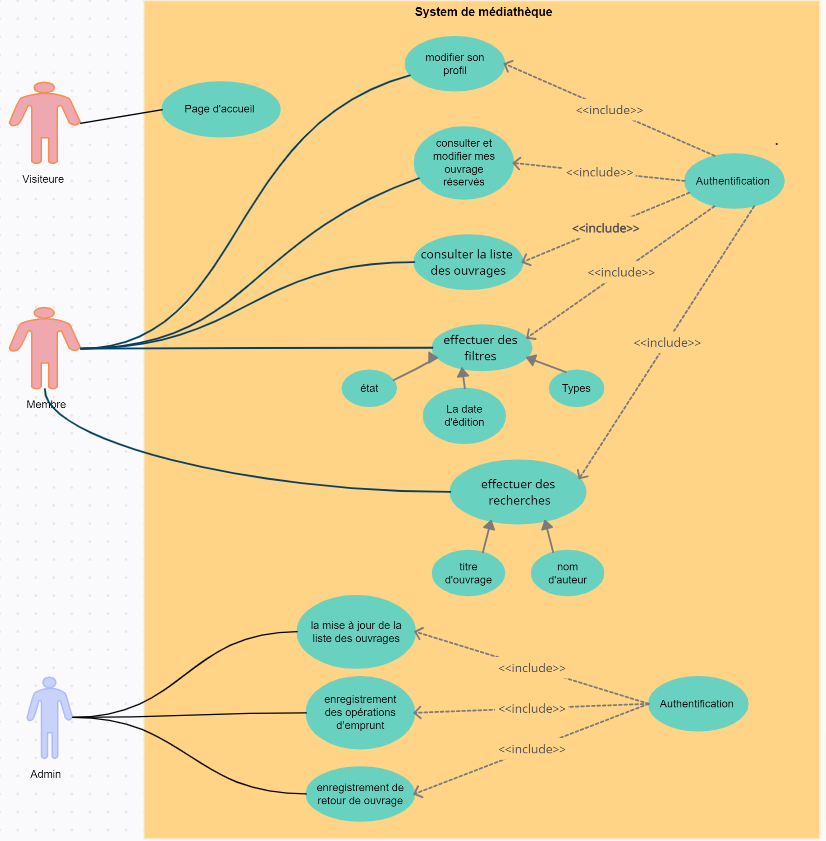 System de médiathèque
modifier son
profil
<<include>>
Page d'accueil
Visiteure
consulter et
modifier mes
ouvrage
réservés
<<include>>
Authentification
<<include>>
consulter la liste
des ouvrages
<<include>>
effectuer des
filtres
<<include>>
état
Types
La date
d'édition
Membre
effectuer des
recherches
titre
d'ouvrage
nom
d'auteur
la mise à jour de la
liste des ouvrages
<<include>>
enregistrement
des opérations
d'emprunt
<<include>>
Authentification
<<include>>
Admin
enregistrement de
retour de ouvrage